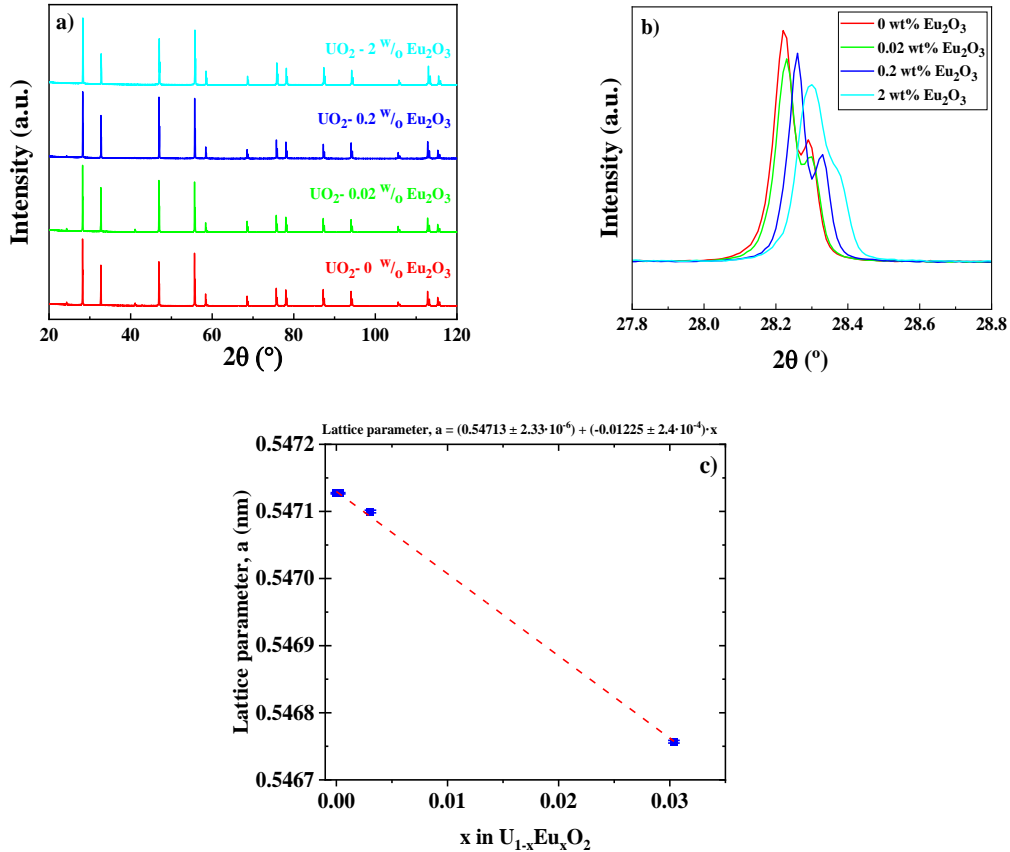 a)
UO₂ - 2 ʷ/ₒ Eu₂O₃
UO₂- 0.2 ʷ/ₒ Eu₂O₃
UO₂- 0.02 ʷ/ₒ Eu₂O₃
UO₂- 0 ʷ/ₒ Eu₂O₃
Intensity (a.u.)
20 40 60 80 100 120
2θ (°)
b)
0 wt% Eu₂O₃
0.02 wt% Eu₂O₃
0.2 wt% Eu₂O₃
2 wt% Eu₂O₃
Intensity (a.u.)
27.8 28.0 28.2 28.4 28.6 28.8
2θ (º)
Lattice parameter, a = (0.54713 ± 2.33·10⁻⁶) + (-0.01225 ± 2.4·10⁻⁴)·x
c)
0.5472
0.5471
0.5470
0.5469
0.5468
0.5467
Lattice parameter, a (nm)
0.00 0.01 0.02 0.03
x in U₁₋ₓEuₓO₂